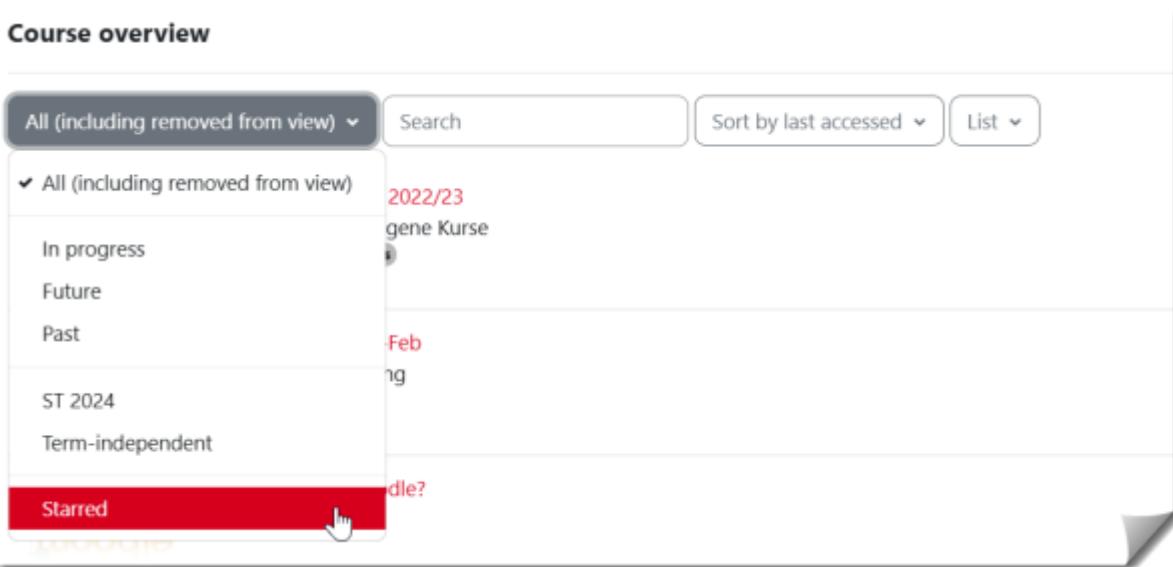 Course overview
All (including removed from view) Search Sort by last accessed List
All (including removed from view)
2022/23
gene Kurse
In progress
Future
Past
-Feb
ng
ST 2024
Term-independent
dle?
Starred